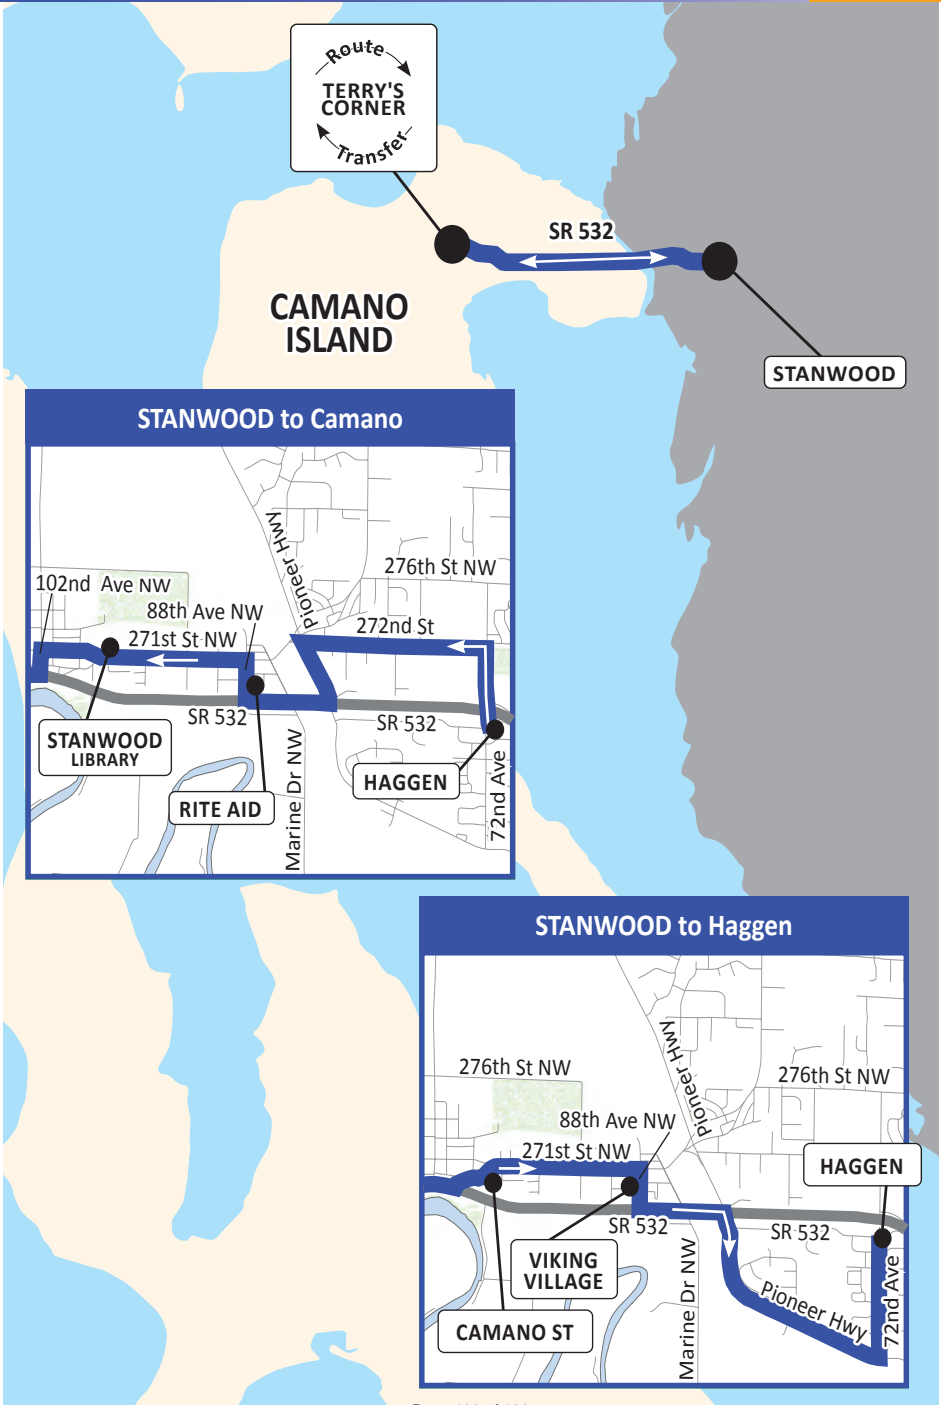 Route
TERRY'S
CORNER
Transfer
SR 532
CAMANO
ISLAND
STANWOOD
STANWOOD to Camano
Pioneer Hwy
276th St NW
102nd Ave NW
88th Ave NW
271st St NW
272nd St
SR 532
SR 532
STANWOOD
LIBRARY
RITE AID
HAGGEN
Marine Dr NW
72nd Ave
STANWOOD to Haggen
Pioneer Hwy
276th St NW
276th St NW
88th Ave NW
271st St NW
HAGGEN
SR 532
SR 532
VIKING
VILLAGE
CAMANO ST
Marine Dr NW
Pioneer Hwy
72nd Ave